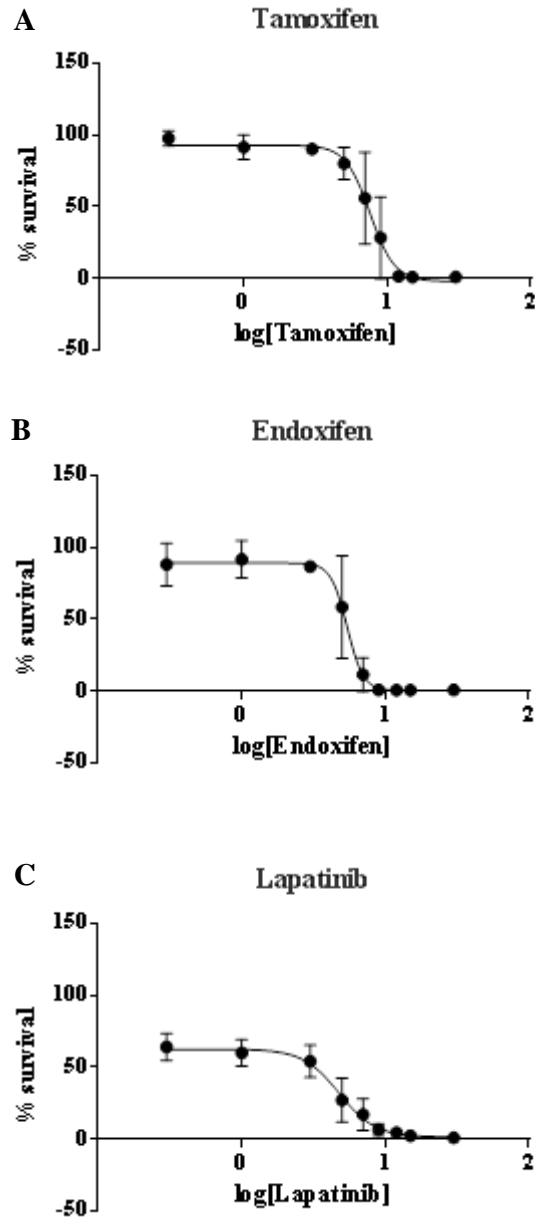 A
Tamoxifen
150
100
50
0
-50
% survival
0
1
2
log[Tamoxifen]
B
Endoxifen
150
100
50
0
-50
% survival
0
1
2
log[Endoxifen]
C
Lapatinib
150
100
50
0
-50
% survival
0
1
2
log[Lapatinib]